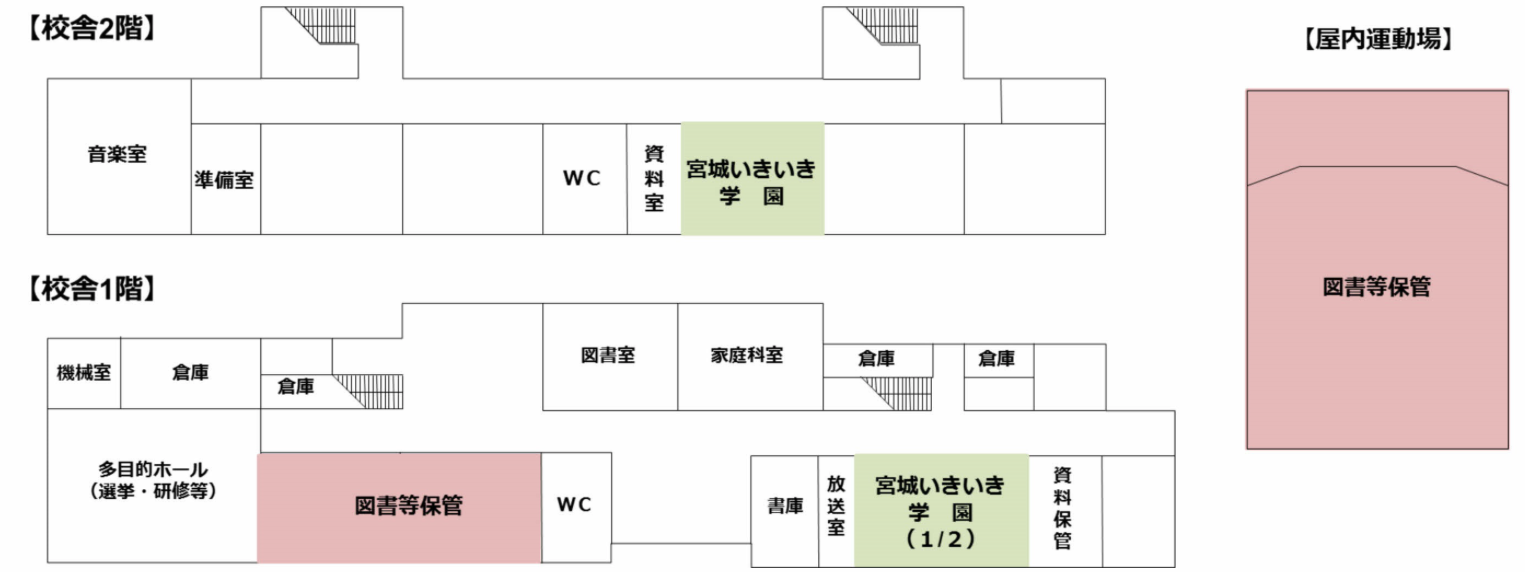 【校舎2階】
音楽室
準備室
WC
資料室
宮城いきいき
学　園
【屋内運動場】
図書等保管
【校舎1階】
機械室
倉庫
倉庫
図書室
家庭科室
倉庫
倉庫
多目的ホール
（選挙・研修等）
図書等保管
WC
書庫
放送室
宮城いきいき
学　園
（1/2）
資料保管